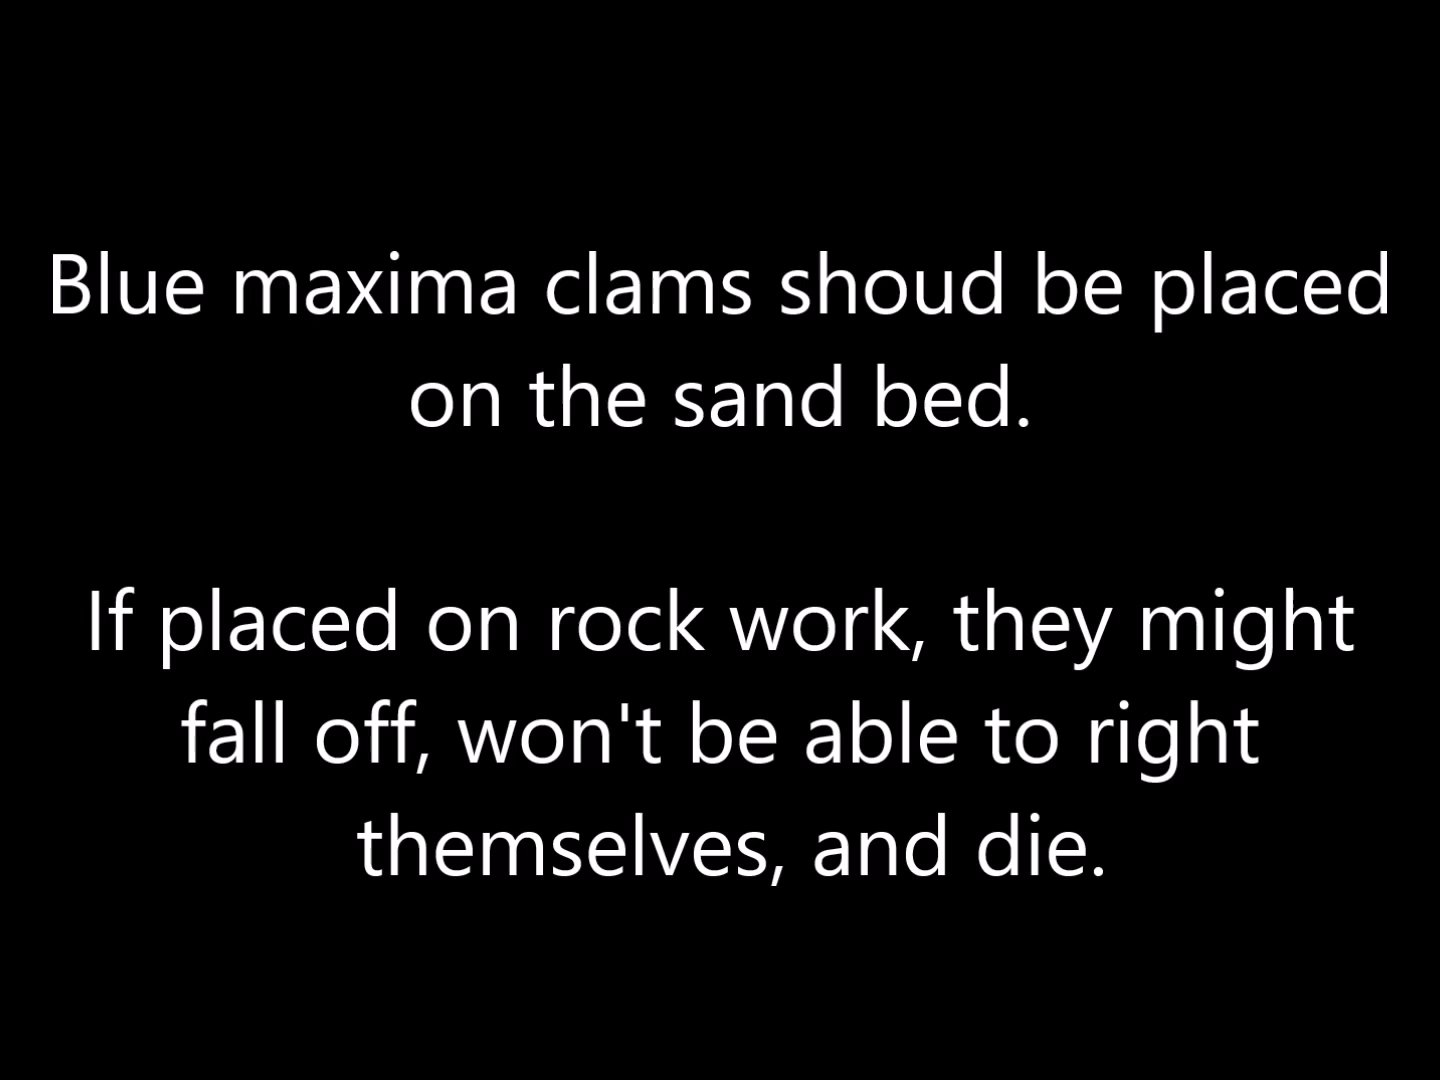 Blue maxima clams shoud be placed
on the sand bed.
If placed on rock work, they might
fall off, won't be able to right
themselves, and die.